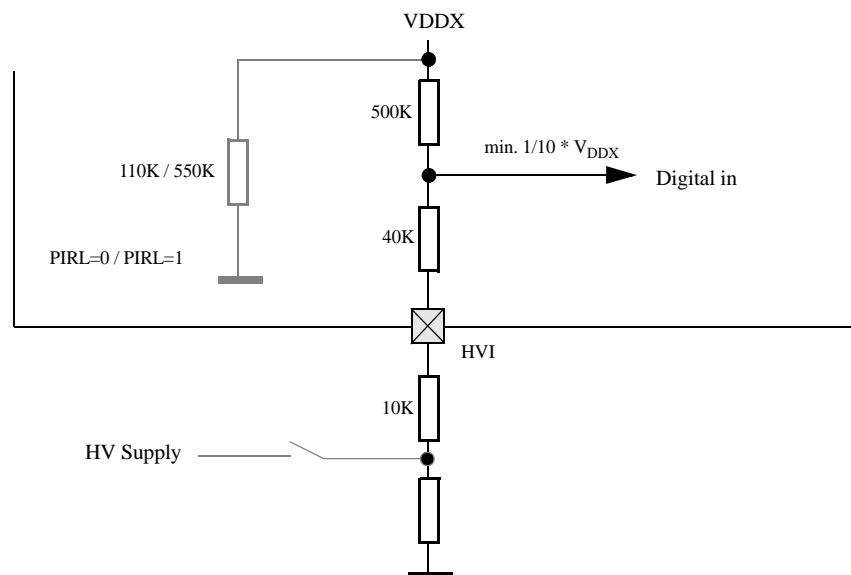 VDDX
500K
min. 1/10 * VDDX
110K / 550K
Digital in
40K
PIRL=0 / PIRL=1
HVI
10K
HV Supply